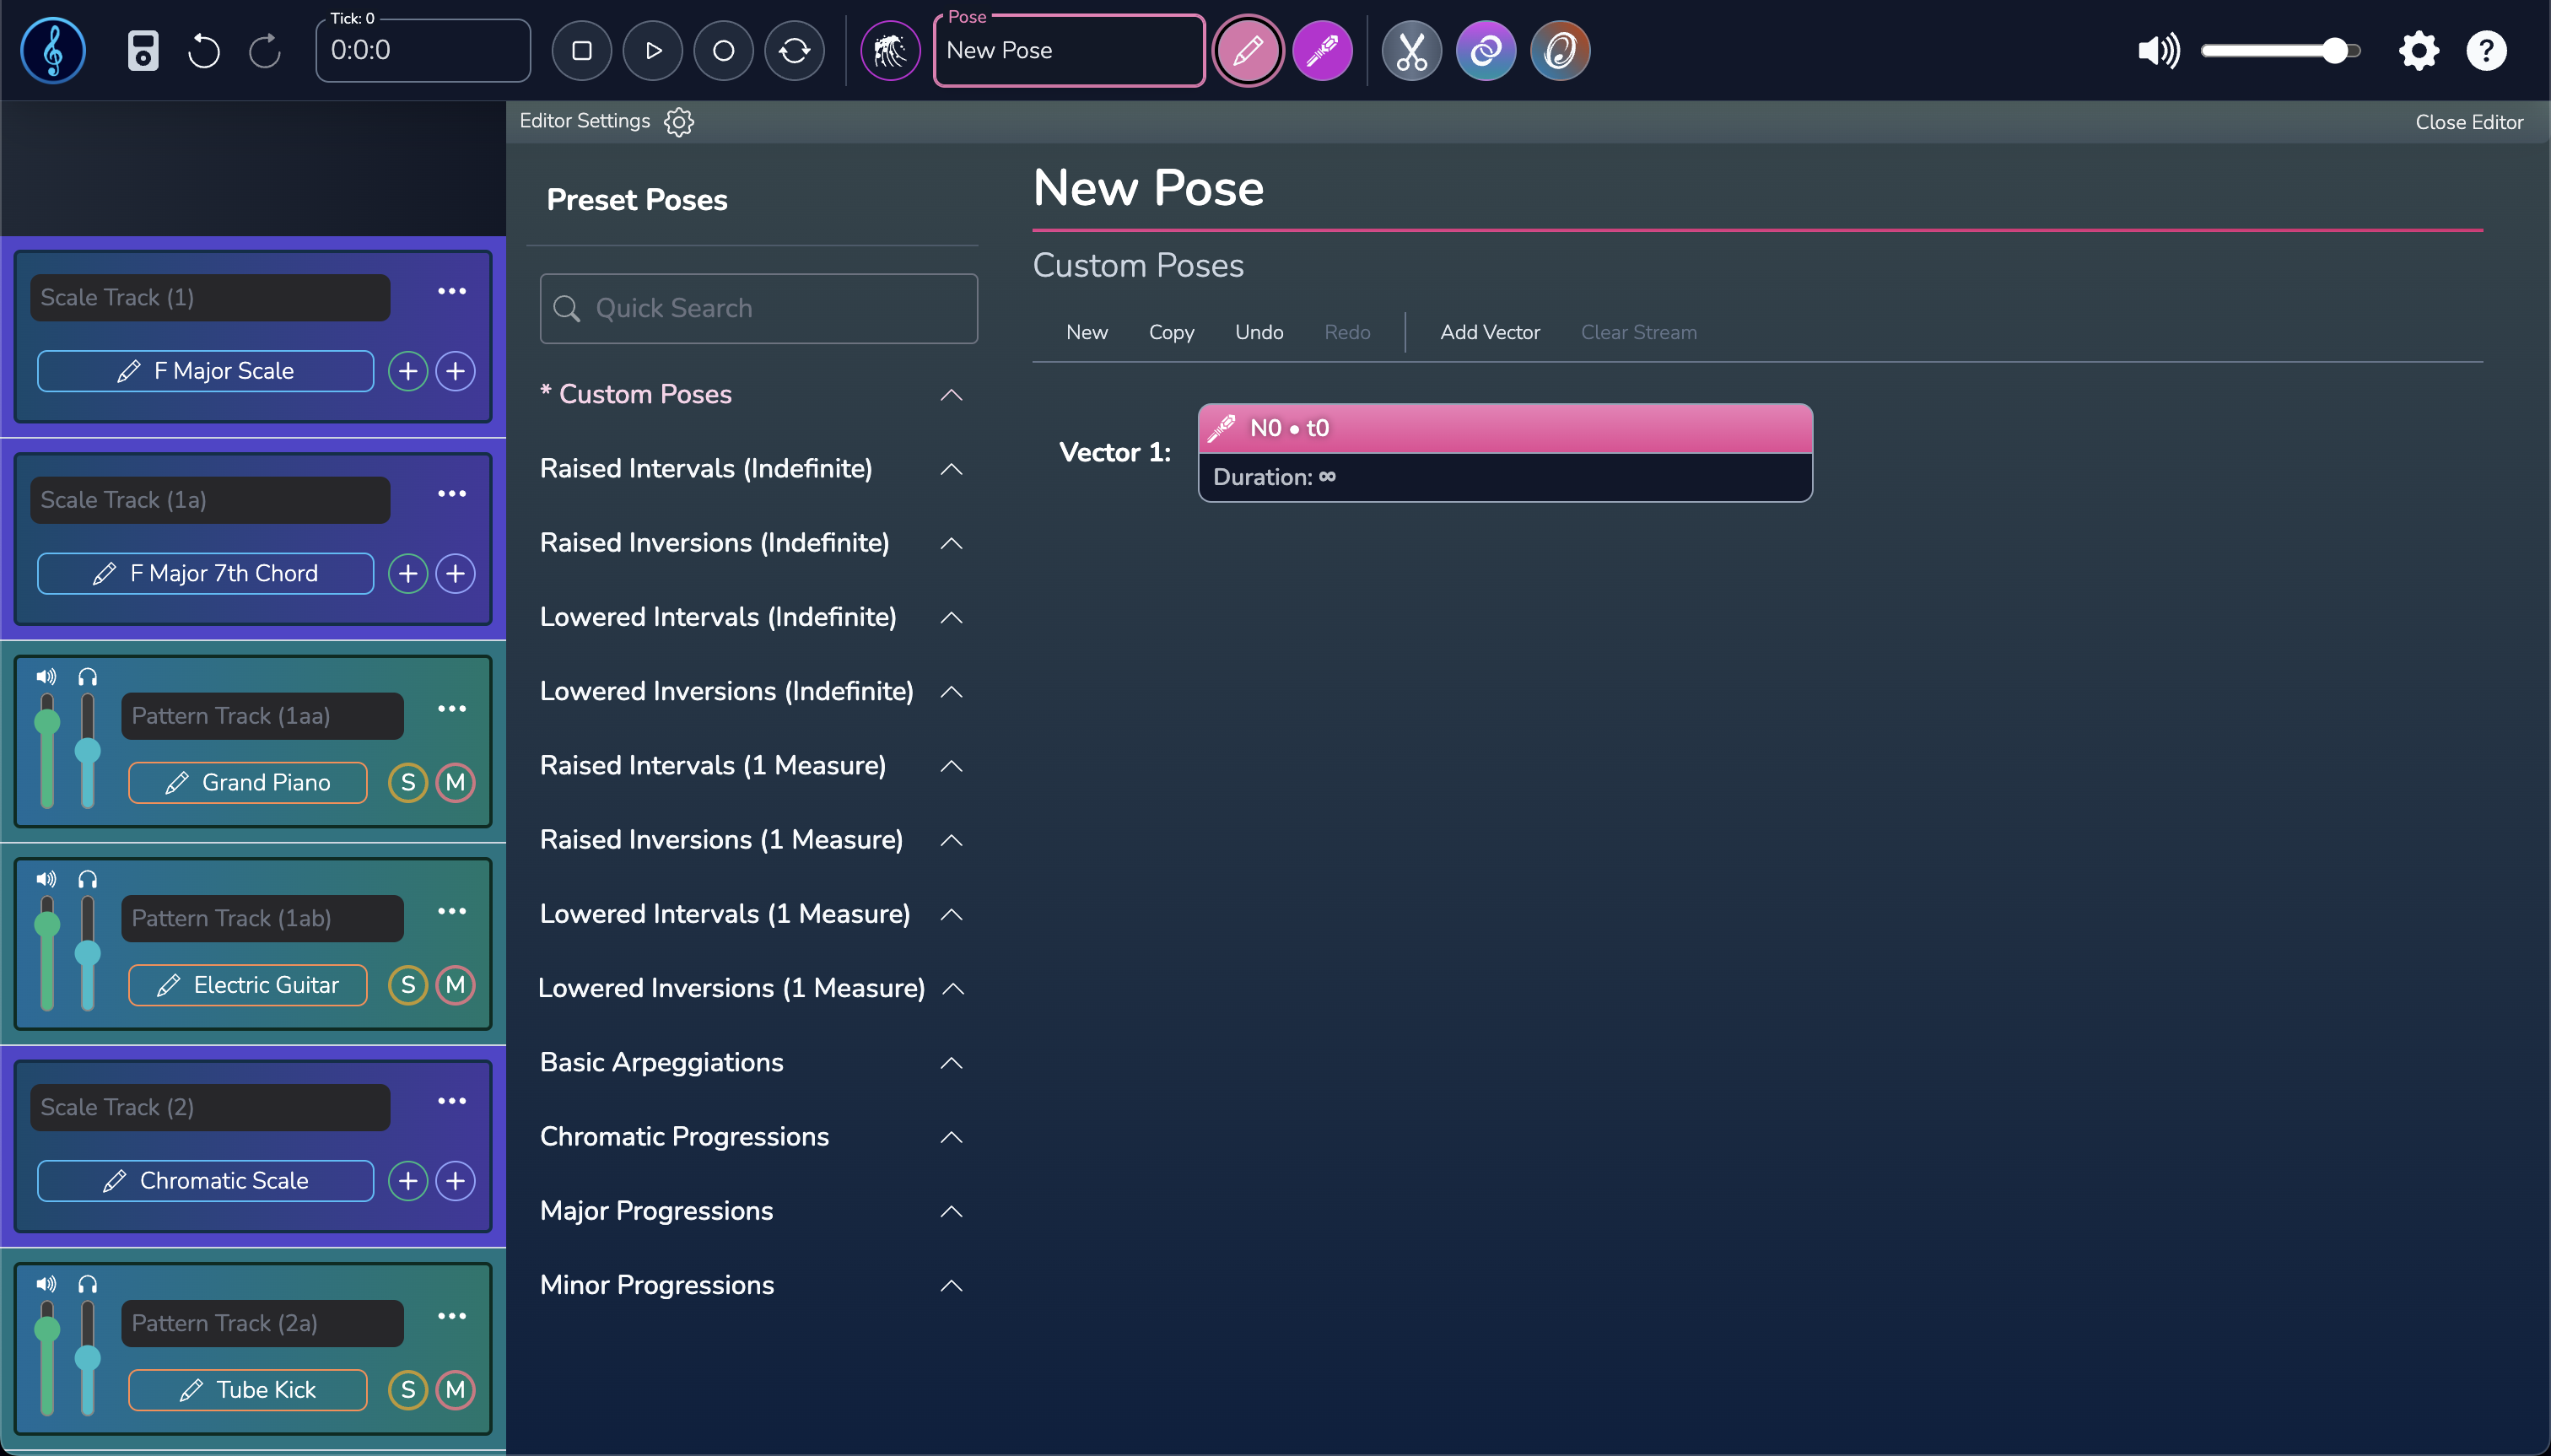 Tick: 0
0:0:0
Pose
New Pose
?
Editor Settings
Close Editor
Scale Track (1)
F Major Scale
Scale Track (1a)
F Major 7th Chord
Pattern Track (1aa)
Grand Piano
S
M
Pattern Track (1ab)
Electric Guitar
S
M
Scale Track (2)
Chromatic Scale
Pattern Track (2a)
Tube Kick
S
M
Preset Poses
Quick Search
* Custom Poses
Raised Intervals (Indefinite)
Raised Inversions (Indefinite)
Lowered Intervals (Indefinite)
Lowered Inversions (Indefinite)
Raised Intervals (1 Measure)
Raised Inversions (1 Measure)
Lowered Intervals (1 Measure)
Lowered Inversions (1 Measure)
Basic Arpeggiations
Chromatic Progressions
Major Progressions
Minor Progressions
New Pose
Custom Poses
New Copy Undo Redo Add Vector Clear Stream
Vector 1:
N0 • t0
Duration: ∞